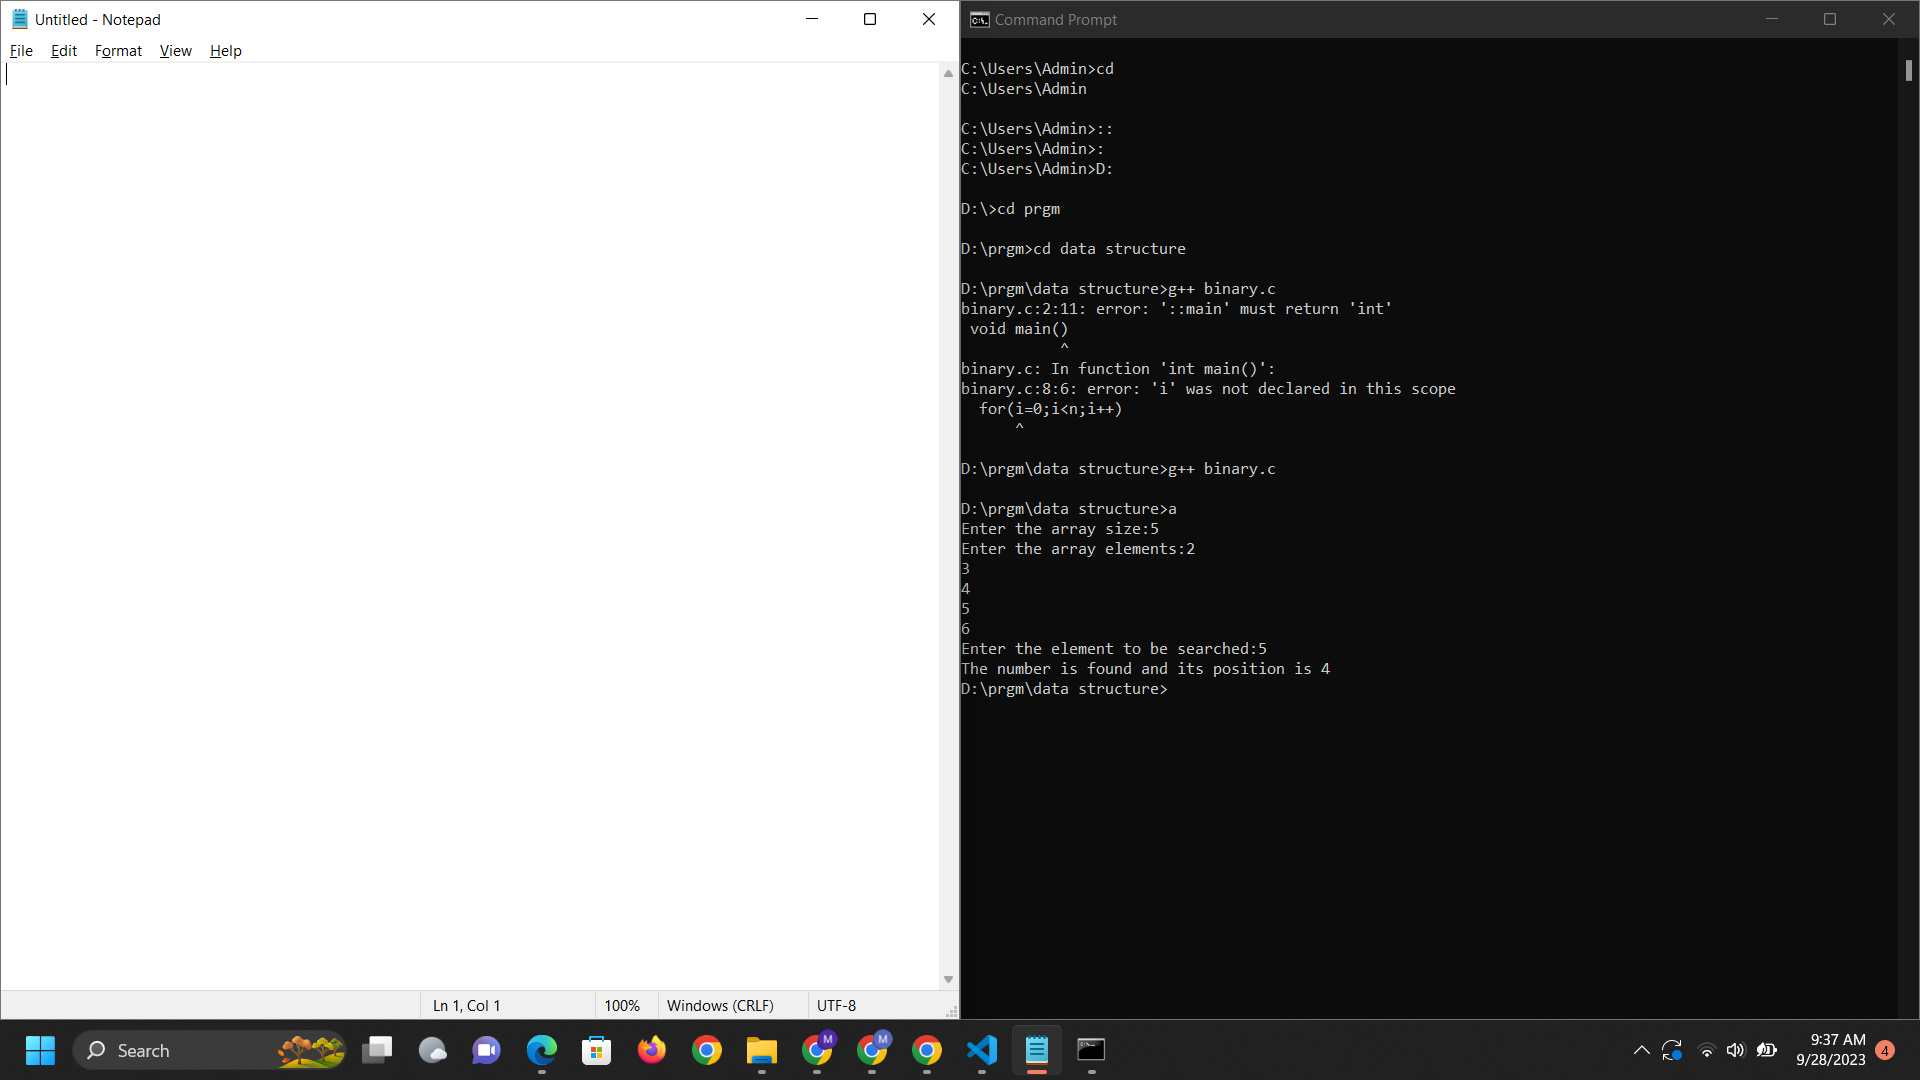 Untitled - Notepad
File Edit Format View Help
Ln 1, Col 1 100% Windows (CRLF) UTF-8
Command Prompt
C:\Users\Admin>cd
C:\Users\Admin
C:\Users\Admin>::
C:\Users\Admin>:
C:\Users\Admin>D:
D:\>cd prgm
D:\prgm>cd data structure
D:\prgm\data structure>g++ binary.c
binary.c:2:11: error: '::main' must return 'int'
void main()
^
binary.c: In function 'int main()':
binary.c:8:6: error: 'i' was not declared in this scope
for(i=0;i<n;i++)
^
D:\prgm\data structure>g++ binary.c
D:\prgm\data structure>a
Enter the array size:5
Enter the array elements:2
3
4
5
6
Enter the element to be searched:5
The number is found and its position is 4
D:\prgm\data structure>
Search
M
M
9:37 AM
9/28/2023
4